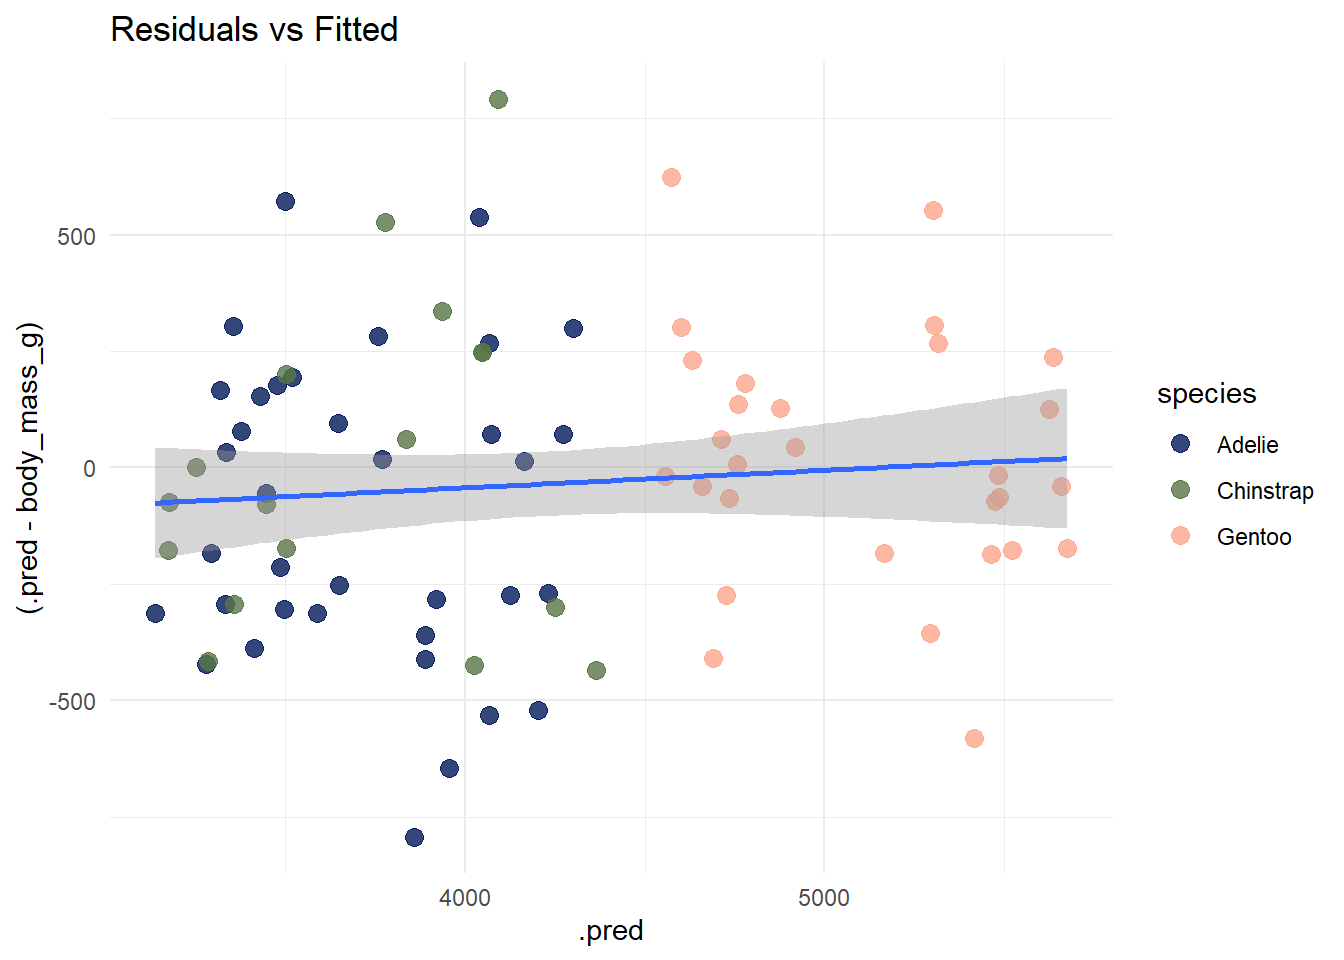 Residuals vs Fitted
(.pred - body_mass_g)
500
0
-500
4000
5000
.pred
species
Adelie
Chinstrap
Gentoo